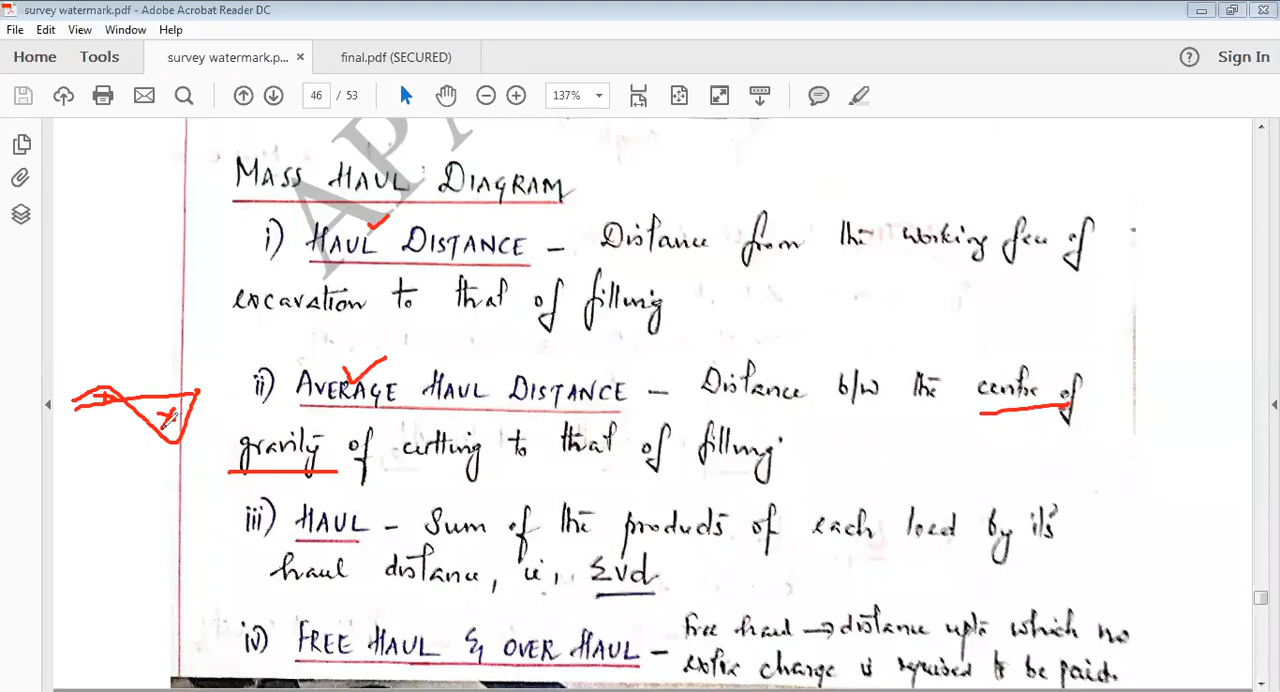 survey watermark.pdf - Adobe Acrobat Reader DC
File Edit View Window Help
Home Tools survey watermark.p... × final.pdf (SECURED) ? Sign In
46 / 53 137%
AP
MASS HAUL DIAGRAM
i) HAUL DISTANCE - Distance from the working face of
excavation to that of filling
ii) AVERAGE HAUL DISTANCE - Distance b/w the centre of
gravity of cutting to that of filling
iii) HAUL - Sum of the products of each load by it's
haul distance, ie, Σvd
iv) FREE HAUL & OVER HAUL - Free haul → distance upto which no
extra charge is required to be paid.